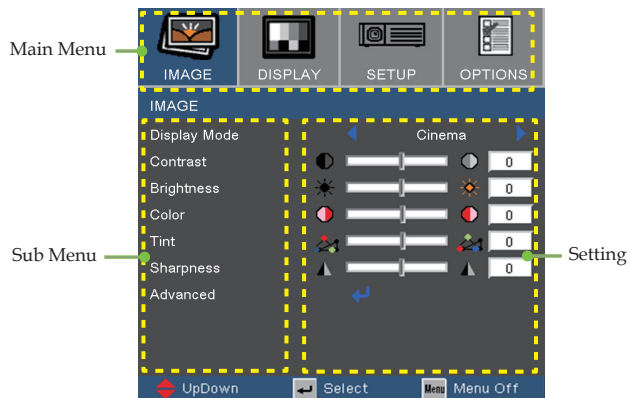 Main Menu
IMAGE DISPLAY SETUP OPTIONS
IMAGE
Display Mode Cinema
Contrast 0
Brightness 0
Color 0
Sub Menu
Tint 0
Setting
Sharpness 0
Advanced
UpDown Select Menu Menu Off